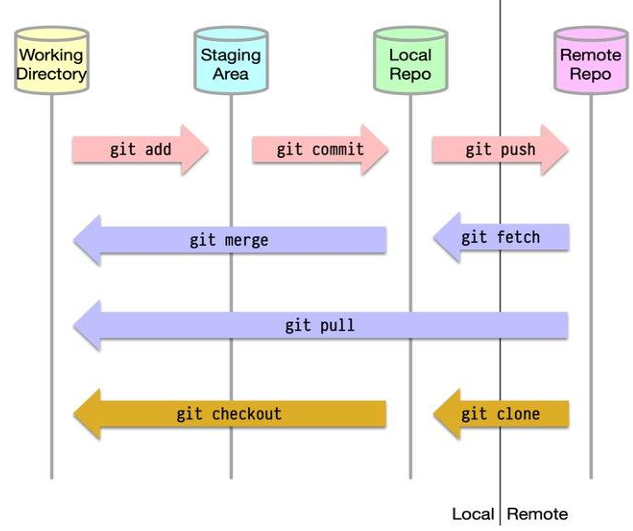 Working
Directory
Staging
Area
Local
Repo
Remote
Repo
git add
git commit
git push
git merge
git fetch
git pull
git checkout
git clone
Local
Remote